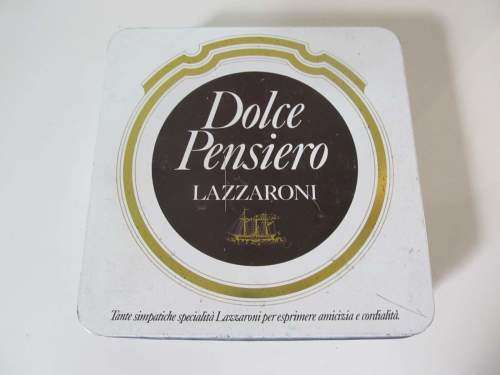 Dolce
Pensiero
LAZZARONI
Tante simpatiche specialità Lazzaroni per esprimere amicizia e cordialità.